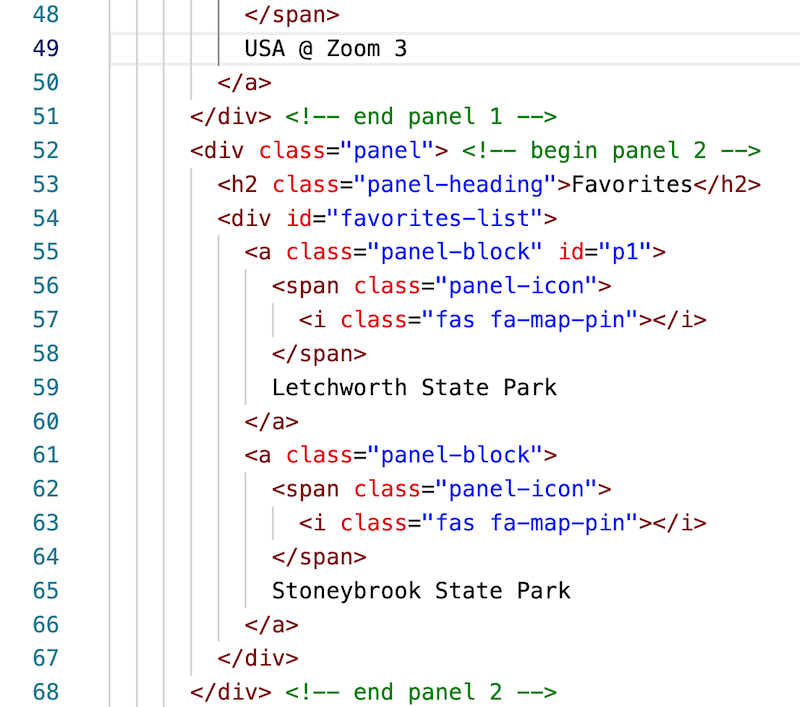 48 </span>
49 USA @ Zoom 3
50 </a>
51 </div> <!-- end panel 1 -->
52 <div class="panel"> <!-- begin panel 2 -->
53 <h2 class="panel-heading">Favorites</h2>
54 <div id="favorites-list">
55 <a class="panel-block" id="p1">
56 <span class="panel-icon">
57 <i class="fas fa-map-pin"></i>
58 </span>
59 Letchworth State Park
60 </a>
61 <a class="panel-block">
62 <span class="panel-icon">
63 <i class="fas fa-map-pin"></i>
64 </span>
65 Stoneybrook State Park
66 </a>
67 </div>
68 </div> <!-- end panel 2 -->